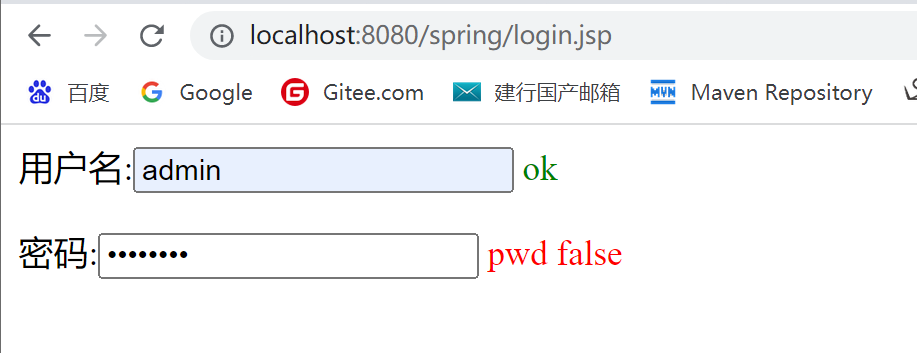 localhost:8080/spring/login.jsp
百度 Google Gitee.com 建行国产邮箱 MVN Maven Repository
用户名:admin ok
密码:•••••••• pwd false